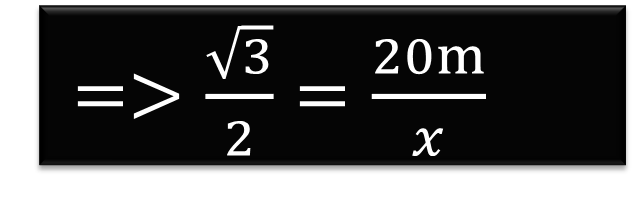 => √3/2 = 20m/x